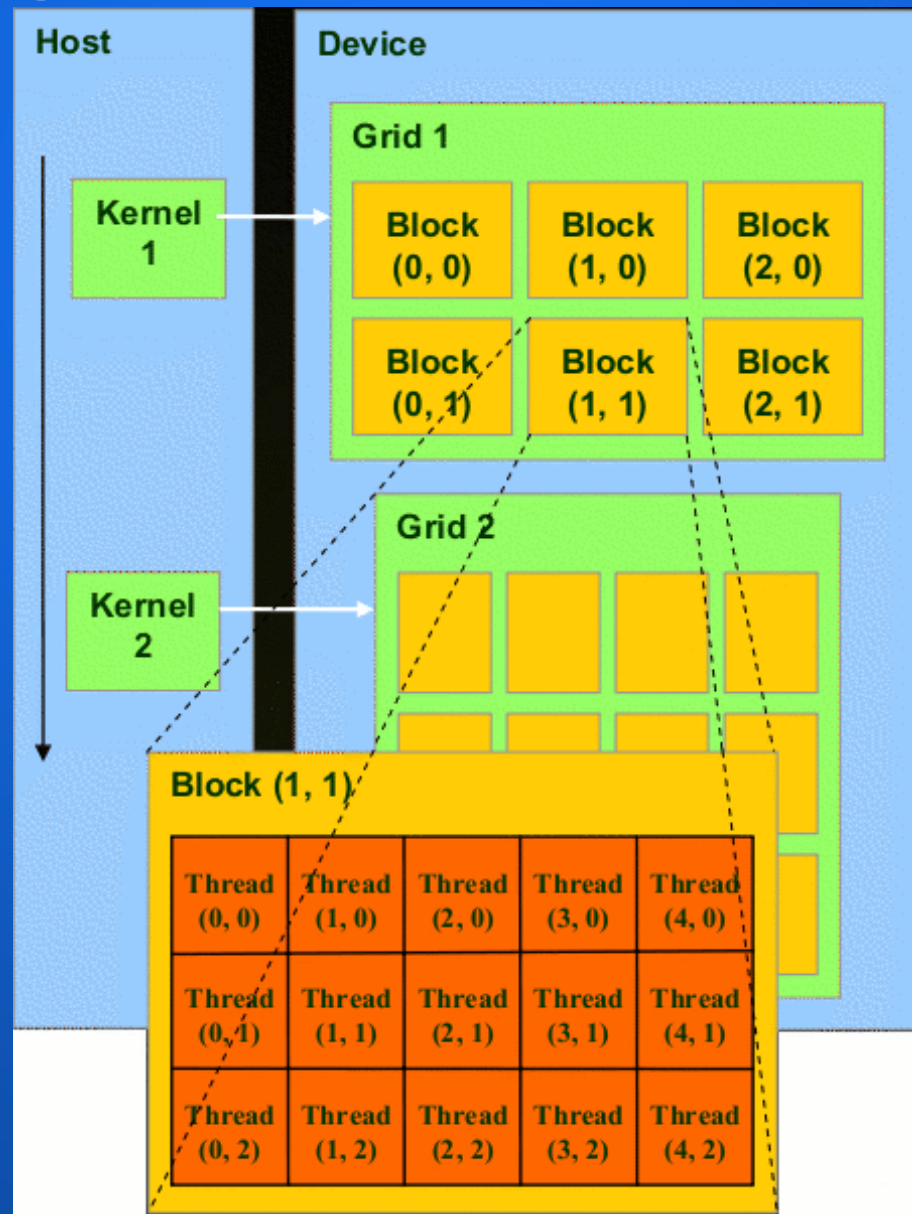 Host
Device
Grid 1
Kernel
1
Block
(0, 0)
Block
(1, 0)
Block
(2, 0)
Block
(0, 1)
Block
(1, 1)
Block
(2, 1)
Grid 2
Kernel
2
Block (1, 1)
Thread
(0, 0)
Thread
(1, 0)
Thread
(2, 0)
Thread
(3, 0)
Thread
(4, 0)
Thread
(0, 1)
Thread
(1, 1)
Thread
(2, 1)
Thread
(3, 1)
Thread
(4, 1)
Thread
(0, 2)
Thread
(1, 2)
Thread
(2, 2)
Thread
(3, 2)
Thread
(4, 2)